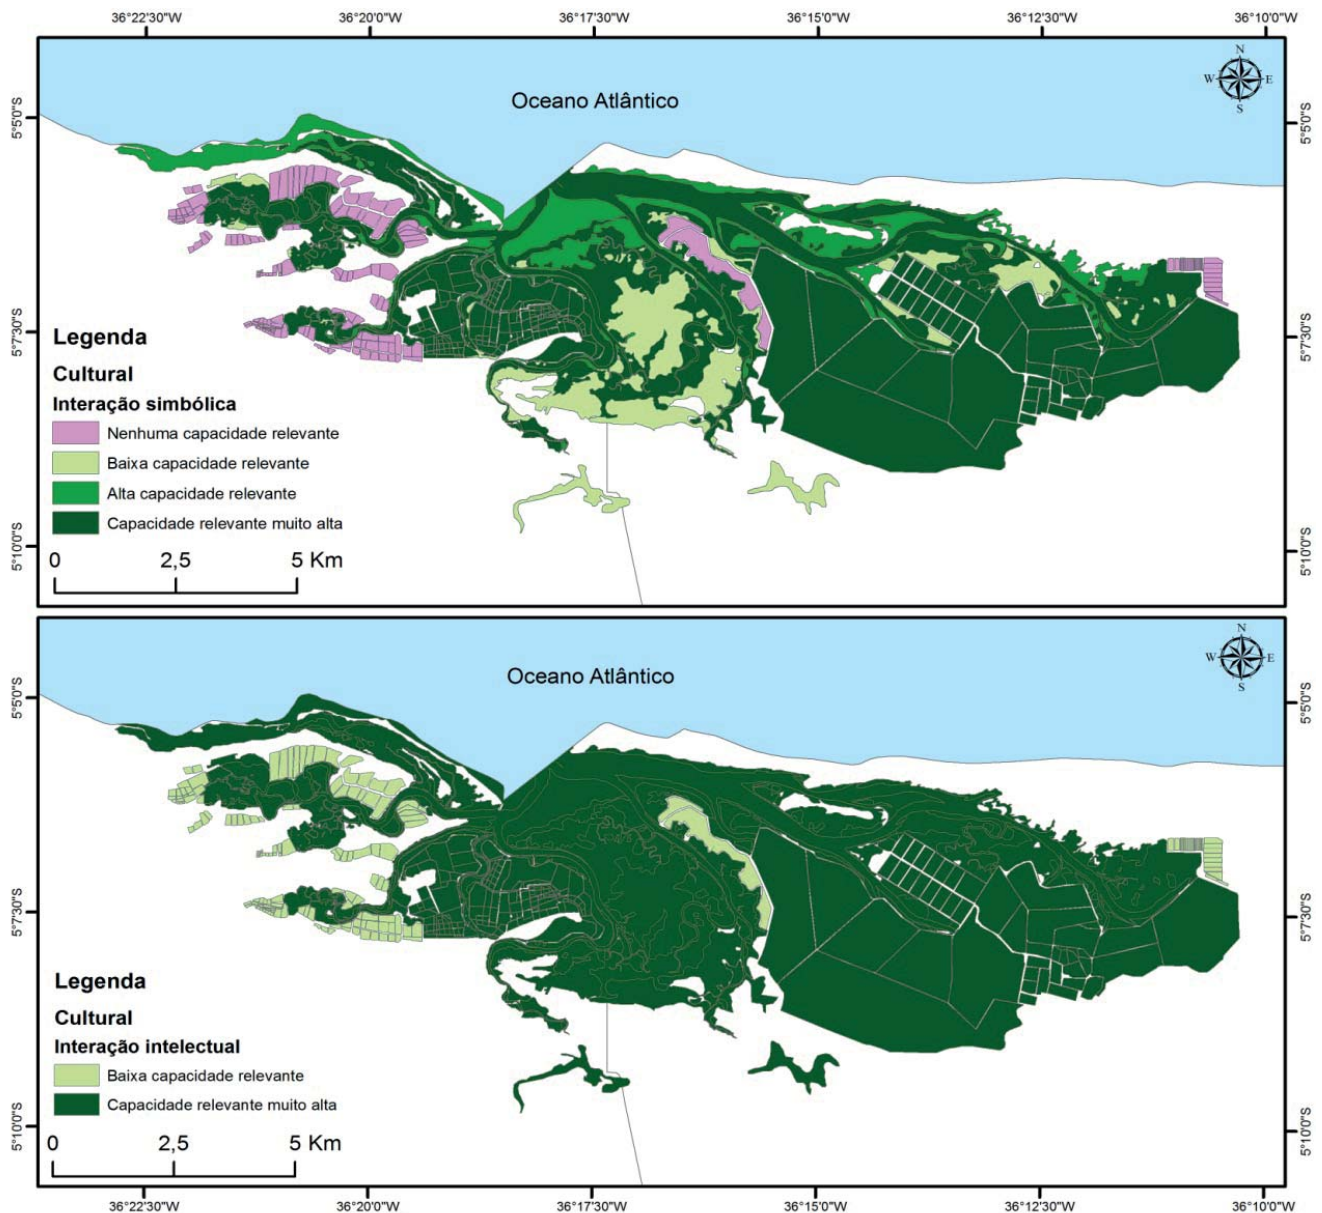 36°22'30"W 36°20'0"W 36°17'30"W 36°15'0"W 36°12'30"W 36°10'0"W
N
W E
S
Oceano Atlântico
5°5'0"S 5°5'0"S
5°7'30"S 5°7'30"S
Legenda
Cultural
Interação simbólica
Nenhuma capacidade relevante
Baixa capacidade relevante
Alta capacidade relevante
Capacidade relevante muito alta
5°10'0"S 5°10'0"S
0 2,5 5 Km
N
W E
S
Oceano Atlântico
5°5'0"S 5°5'0"S
5°7'30"S 5°7'30"S
Legenda
Cultural
Interação intelectual
Baixa capacidade relevante
Capacidade relevante muito alta
5°10'0"S 5°10'0"S
0 2,5 5 Km
36°22'30"W 36°20'0"W 36°17'30"W 36°15'0"W 36°12'30"W 36°10'0"W